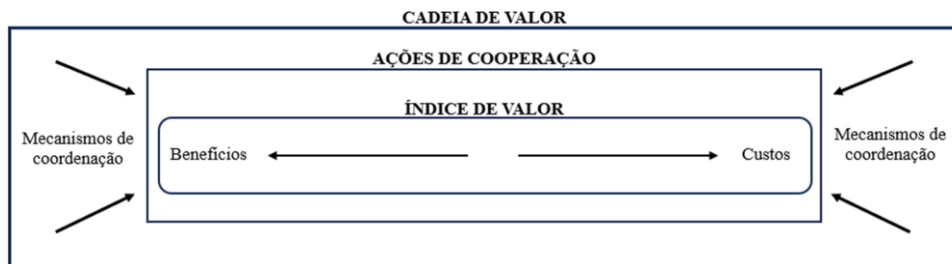 CADEIA DE VALOR
AÇÕES DE COOPERAÇÃO
ÍNDICE DE VALOR
Mecanismos de
coordenação
Benefícios
Custos
Mecanismos de
coordenação